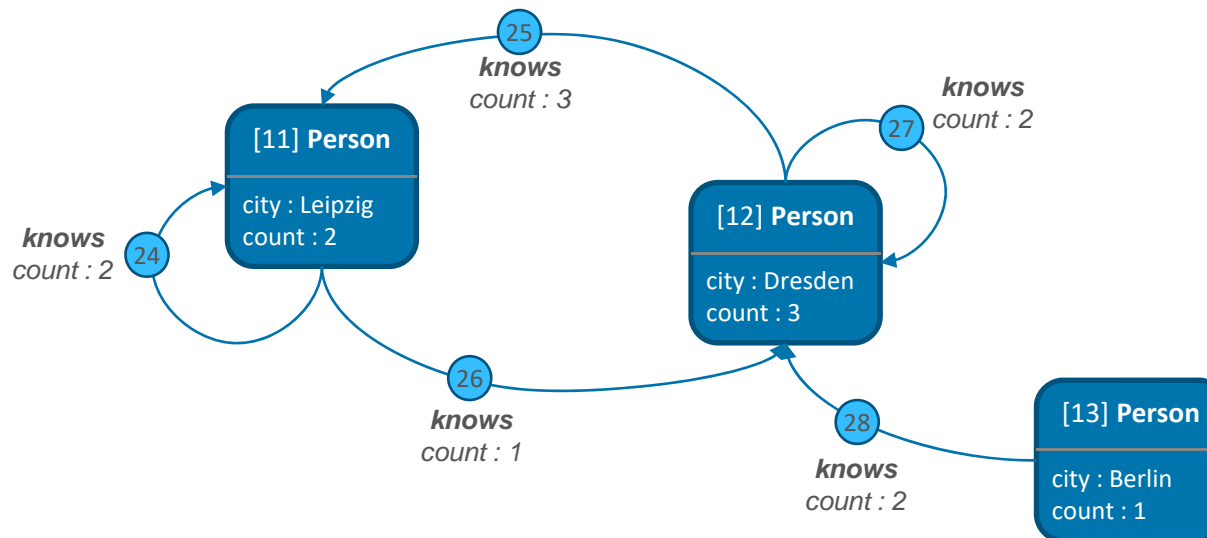 25
knows
count : 3
knows
count : 2
27
[11] Person
city : Leipzig
count : 2
knows
count : 2
24
[12] Person
city : Dresden
count : 3
26
knows
count : 1
28
knows
count : 2
[13] Person
city : Berlin
count : 1